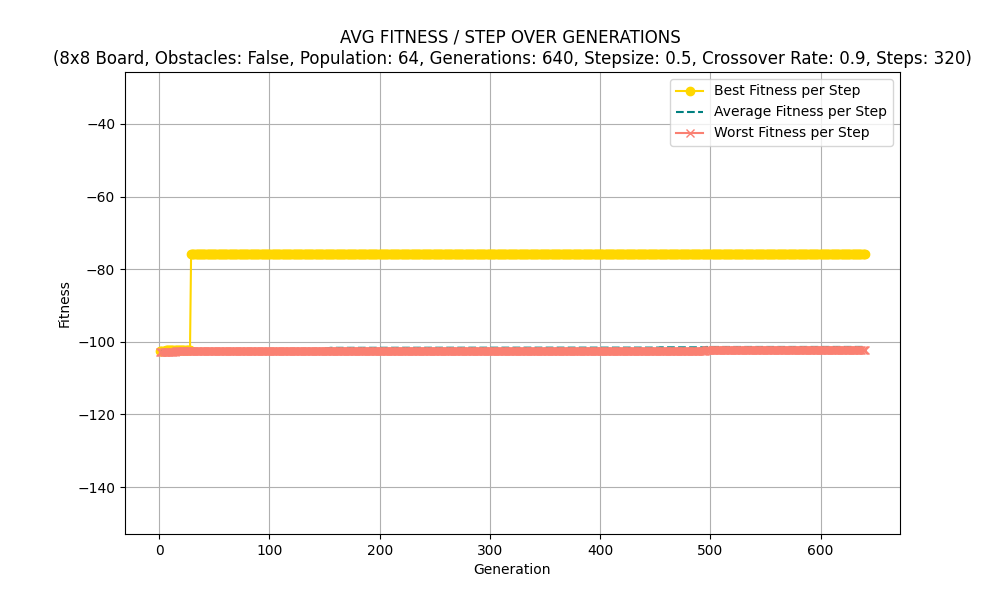 AVG FITNESS / STEP OVER GENERATIONS
(8x8 Board, Obstacles: False, Population: 64, Generations: 640, Stepsize: 0.5, Crossover Rate: 0.9, Steps: 320)
Best Fitness per Step
Average Fitness per Step
Worst Fitness per Step
Fitness
−40
−60
−80
−100
−120
−140
0 100 200 300 400 500 600
Generation